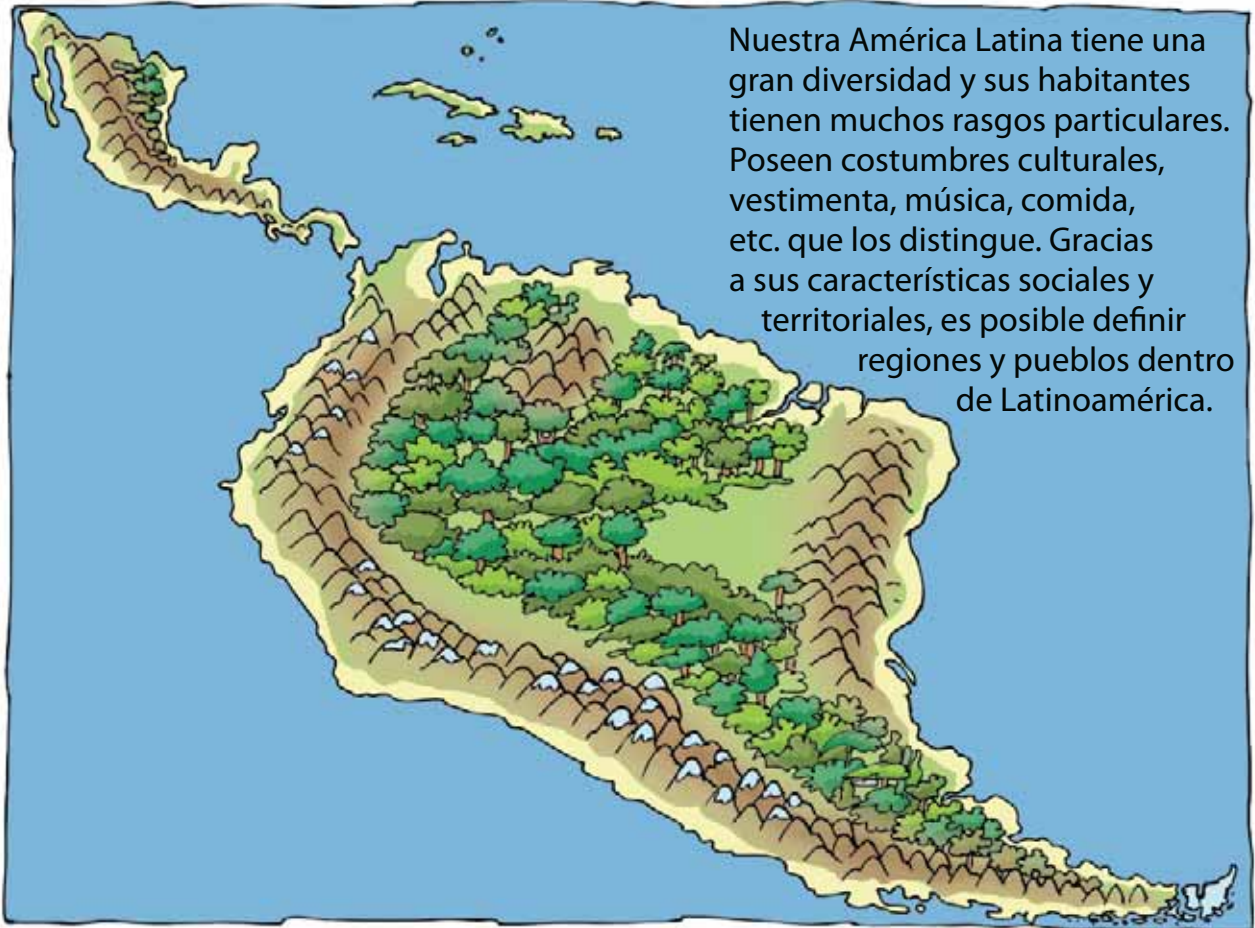 Nuestra América Latina tiene una
gran diversidad y sus habitantes
tienen muchos rasgos particulares.
Poseen costumbres culturales,
vestimenta, música, comida,
etc. que los distingue. Gracias
a sus características sociales y
territoriales, es posible definir
regiones y pueblos dentro
de Latinoamérica.